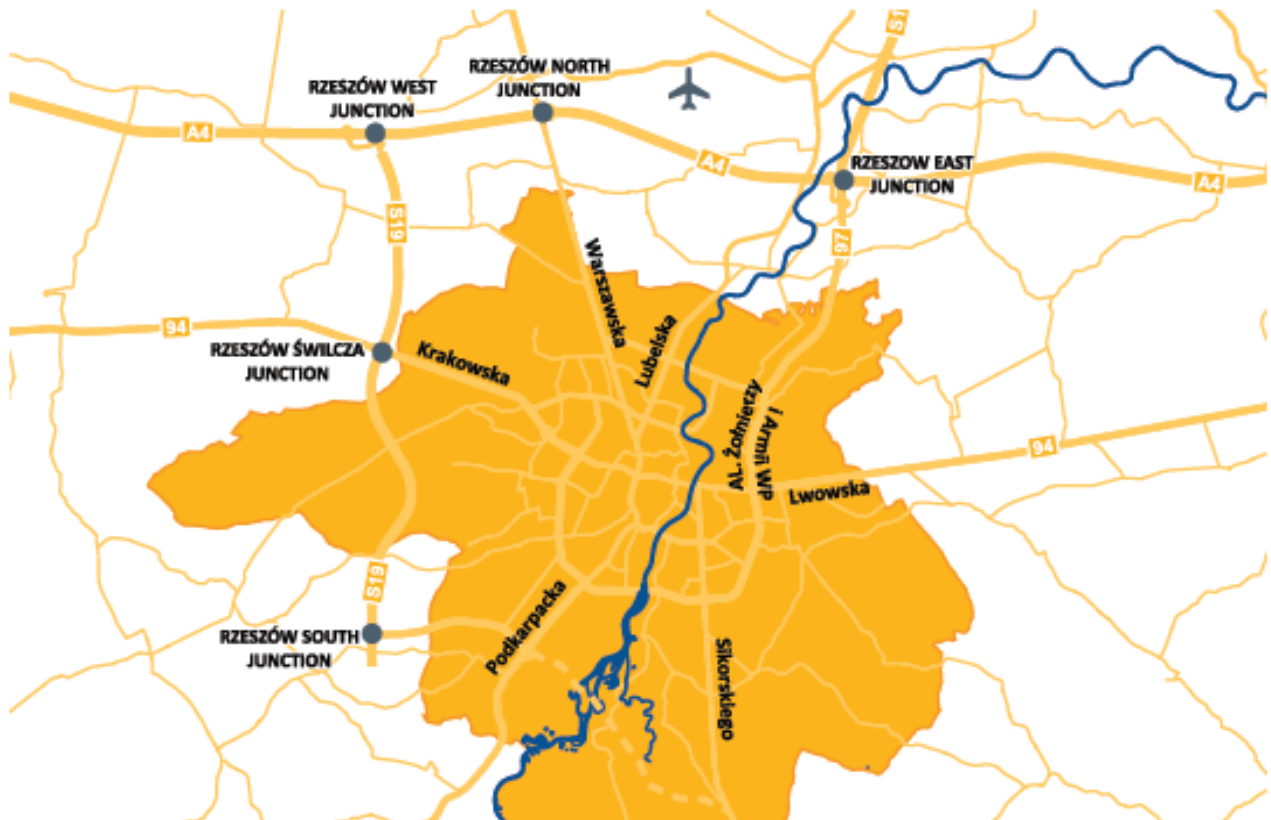 S1
RZESZÓW NORTH
JUNCTION
RZESZÓW WEST
JUNCTION
A4
A4
RZESZOW EAST
JUNCTION
A4
S19
97
Warszawska
94
RZESZÓW ŚWILCZA
JUNCTION
Krakowska
Lubelska
AL. Żołnierzy
I Armii WP
94
Lwowska
S19
RZESZÓW SOUTH
JUNCTION
Podkarpacka
Sikorskiego